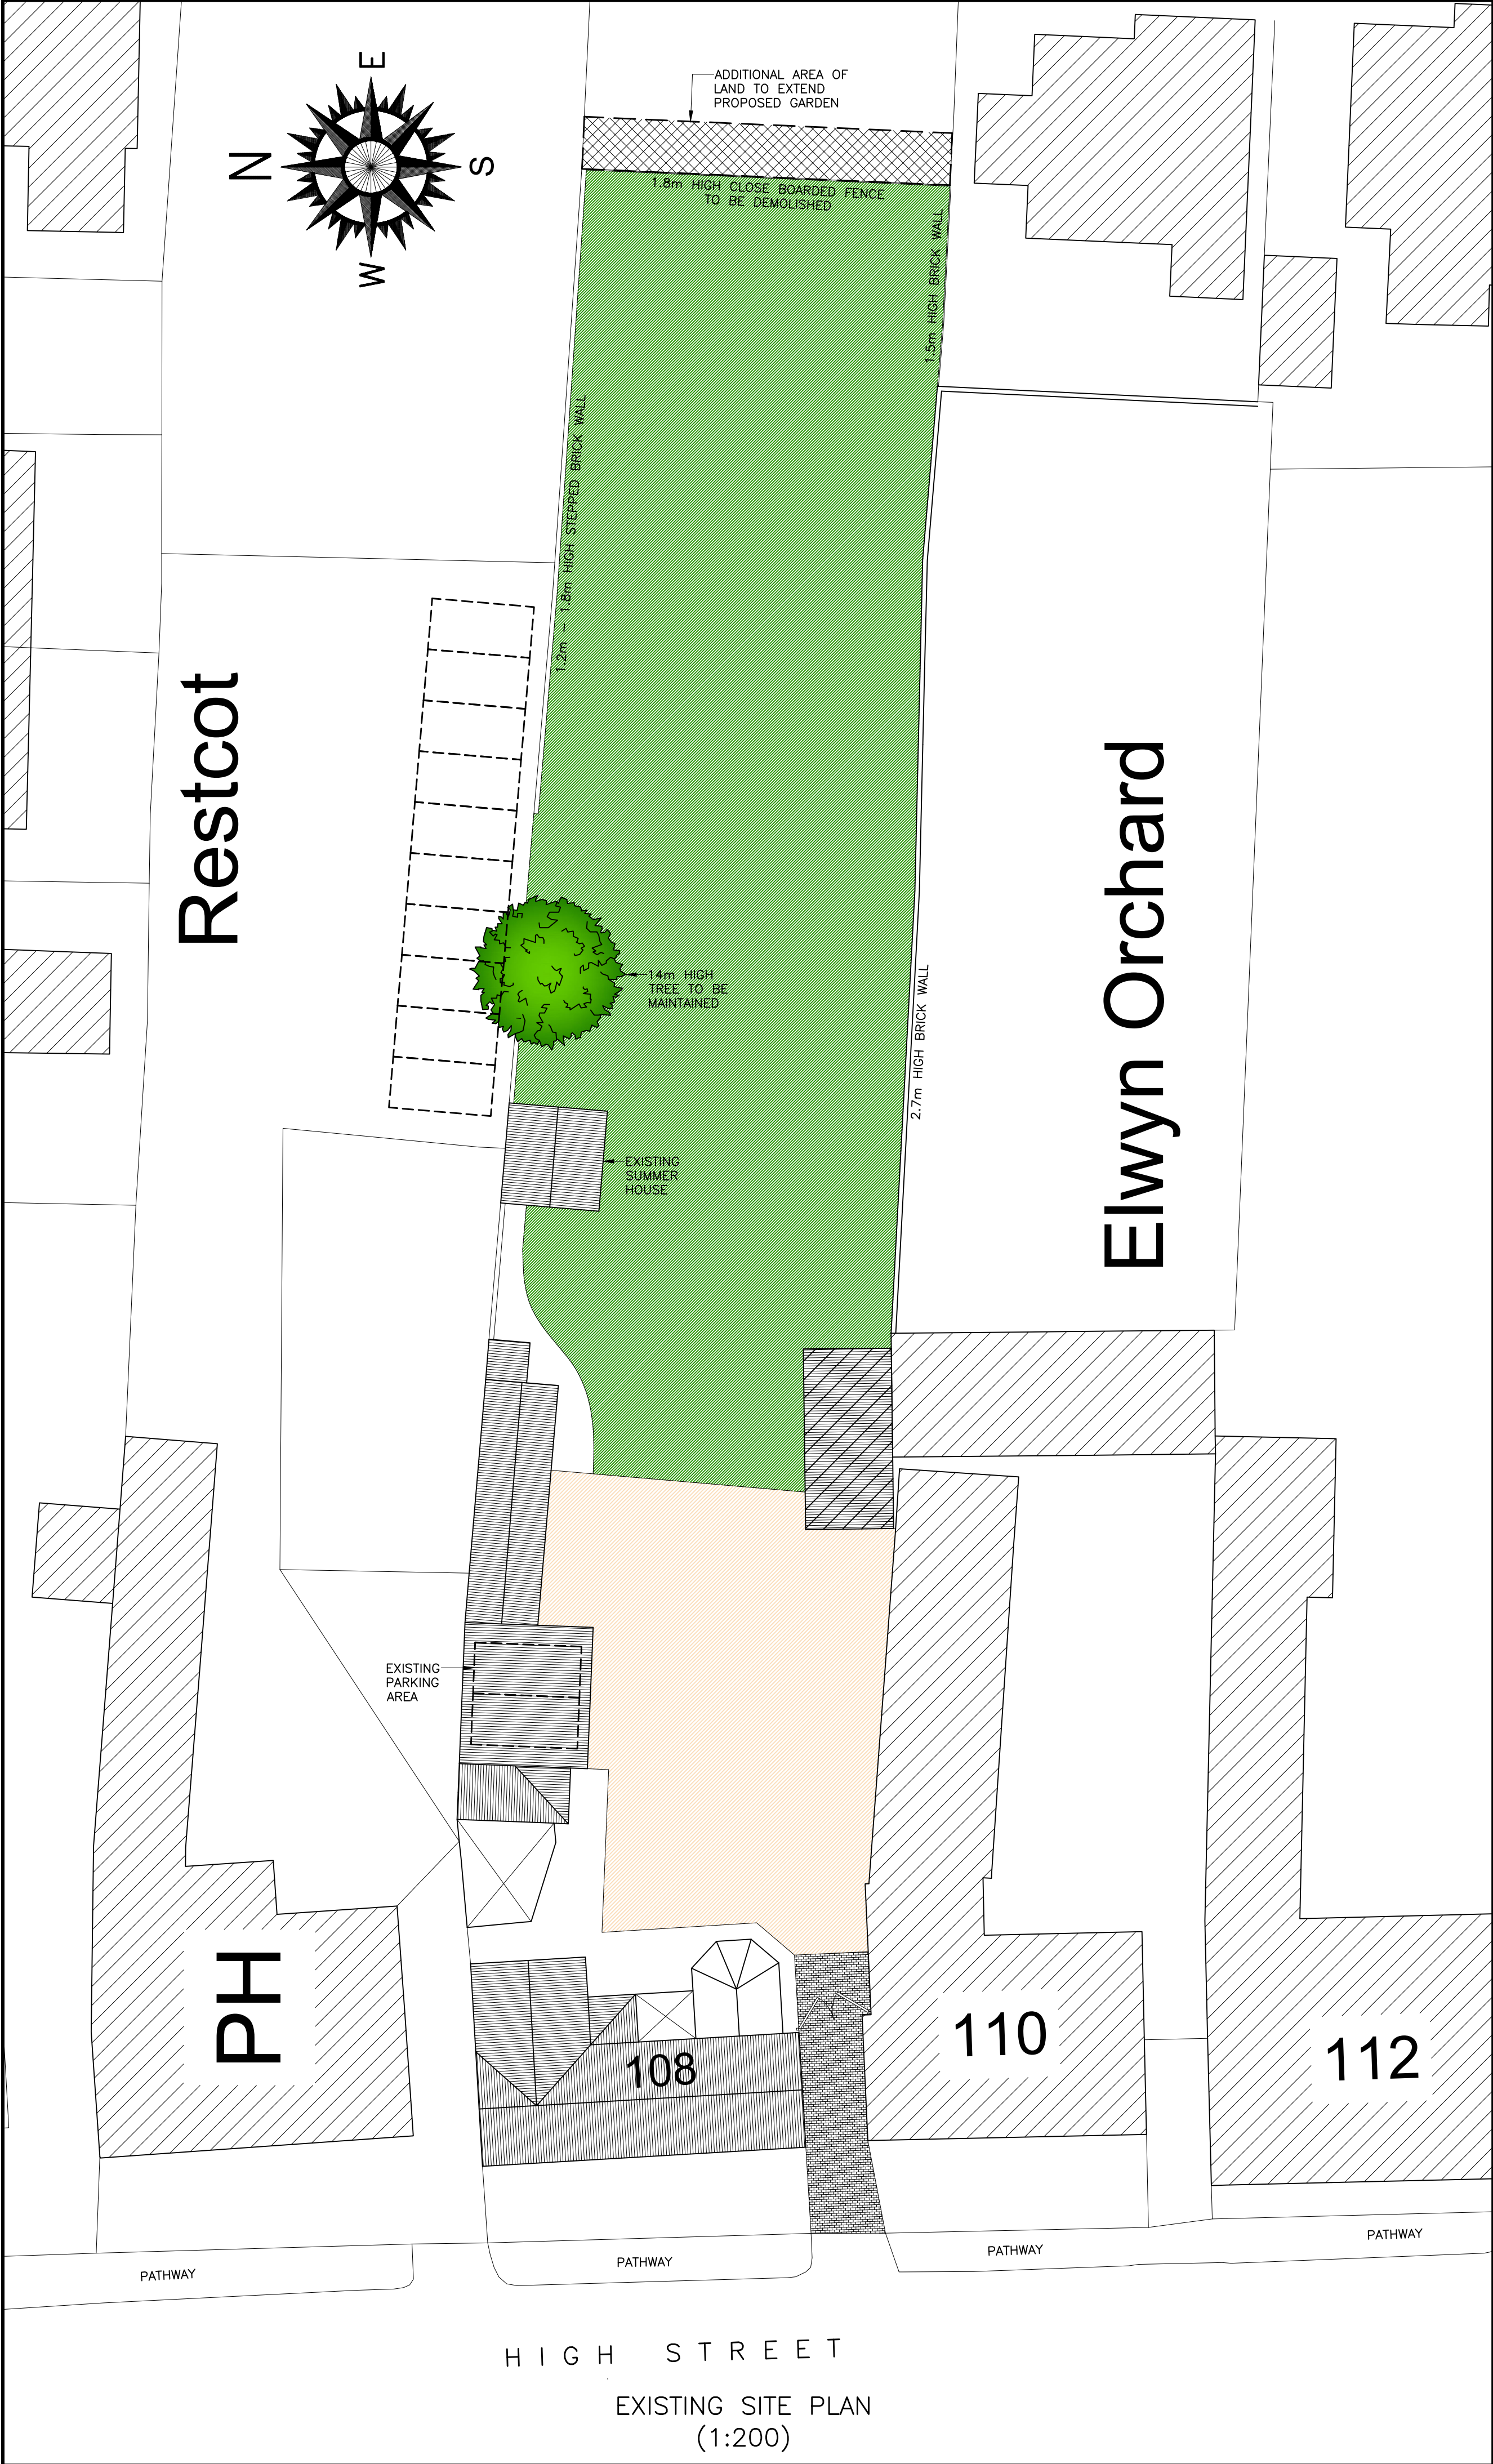 E
N
S
W
ADDITIONAL AREA OF
LAND TO EXTEND
PROPOSED GARDEN
1.8m HIGH CLOSE BOARDED FENCE
TO BE DEMOLISHED
1.5m HIGH BRICK WALL
1.2m – 1.8m HIGH STEPPED BRICK WALL
Restcot
Elwyn Orchard
14m HIGH
TREE TO BE
MAINTAINED
2.7m HIGH BRICK WALL
EXISTING
SUMMER
HOUSE
EXISTING
PARKING
AREA
PH
108
110
112
PATHWAY
PATHWAY
PATHWAY
PATHWAY
HIGH STREET
EXISTING SITE PLAN
(1:200)